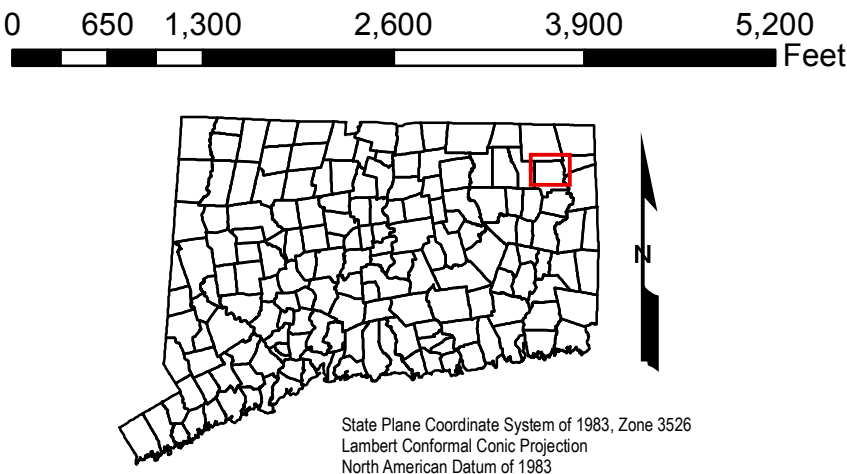 0 650 1,300 2,600 3,900 5,200
Feet
N
State Plane Coordinate System of 1983, Zone 3526
Lambert Conformal Conic Projection
North American Datum of 1983